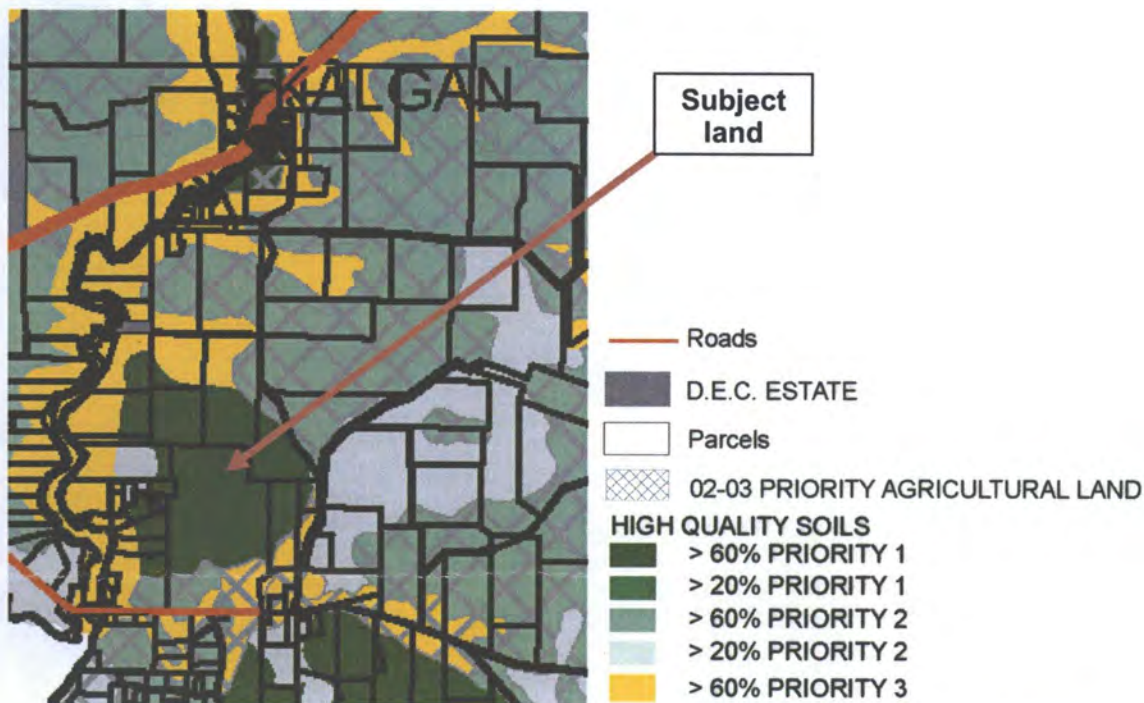 KALGAN
Subject
land
Roads
D.E.C. ESTATE
Parcels
02-03 PRIORITY AGRICULTURAL LAND
HIGH QUALITY SOILS
> 60% PRIORITY 1
> 20% PRIORITY 1
> 60% PRIORITY 2
> 20% PRIORITY 2
> 60% PRIORITY 3